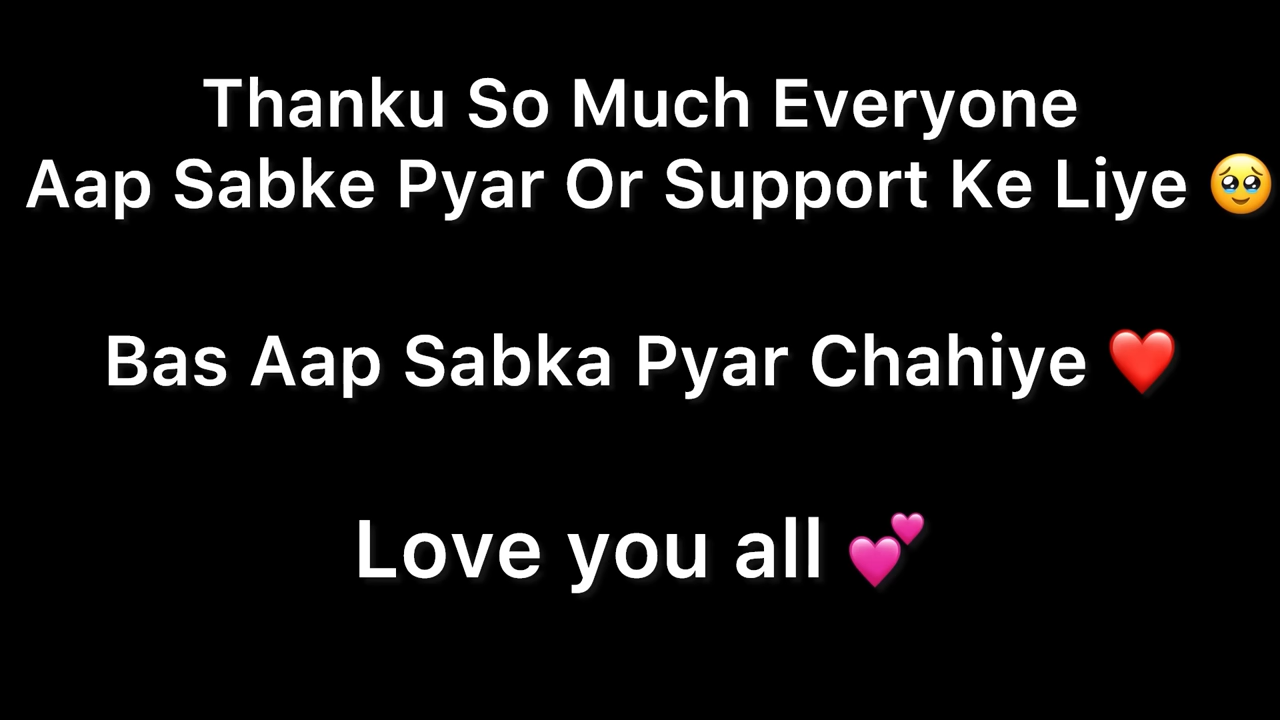 Thanku So Much Everyone
Aap Sabke Pyar Or Support Ke Liye 🥹
Bas Aap Sabka Pyar Chahiye ❤️
Love you all 💕